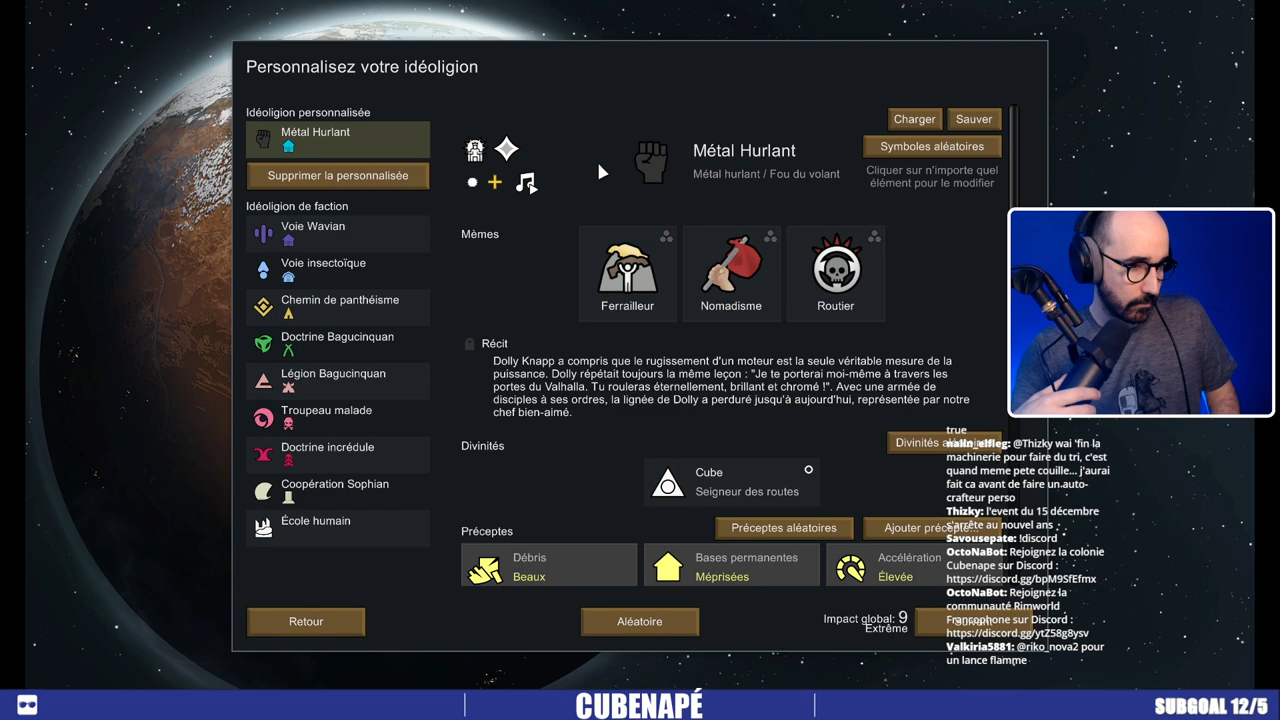 Personnalisez votre idéoligion
Idéoligion personnalisée
Métal Hurlant
Supprimer la personnalisée
Idéoligion de faction
Voie Wavian
Voie insectoïque
Chemin de panthéisme
Doctrine Bagucinquan
Légion Bagucinquan
Troupeau malade
Doctrine incrédule
Coopération Sophian
École humain
Métal Hurlant
Métal hurlant / Fou du volant
Charger
Sauver
Symboles aléatoires
Cliquer sur n'importe quel
élément pour le modifier
Mèmes
Ferrailleur
Nomadisme
Routier
Récit
Dolly Knapp a compris que le rugissement d'un moteur est la seule véritable mesure de la
puissance. Dolly répétait toujours la même leçon : "Je te porterai moi-même à travers les
portes du Valhalla. Tu rouleras éternellement, brillant et chromé !". Avec une armée de
disciples à ses ordres, la lignée de Dolly a perduré jusqu'à aujourd'hui, représentée par notre
chef bien-aimé.
Divinités
Cube
Seigneur des routes
Préceptes
Préceptes aléatoires
Ajouter précepte...
Débris
Beaux
Bases permanentes
Méprisées
Accélération
Élevée
Retour
Aléatoire
Impact global: 9
Extrême
true
@Thizky wai 'fin la
machinerie pour faire du tri, c'est
quand meme pete couille... j'aurai
fait ca avant de faire un auto-
crafteur perso
Thizky: l'event du 15 décembre
s'arrête au nouvel ans
Savousepate: !discord
OctoNaBot: Rejoignez la colonie
Cubenape sur Discord :
https://discord.gg/bpM9SfEfmx
OctoNaBot: Rejoignez la
communauté Rimworld
Francophone sur Discord :
https://discord.gg/ytZ58g8ysv
Valkiria5881: @riko_nova2 pour
un lance flamme
CUBENAPÉ
SUBGOAL 12/5